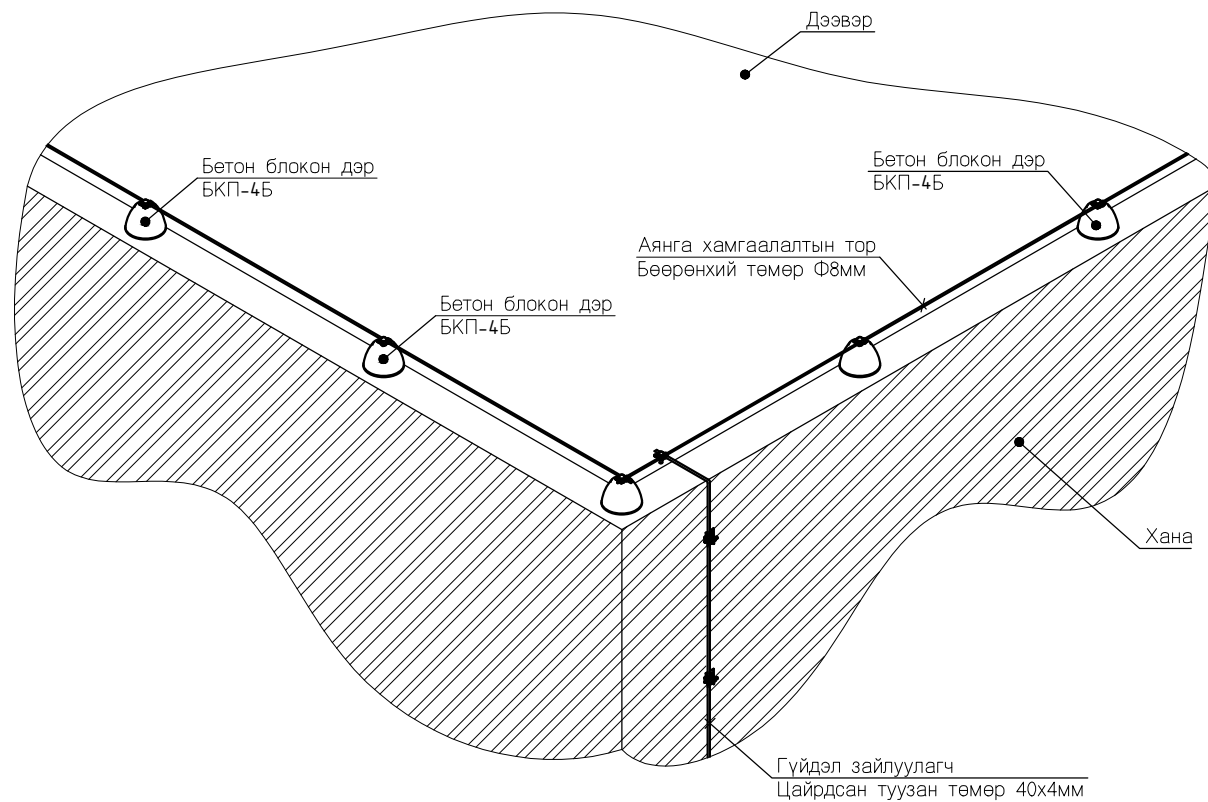 Дээвэр
Бетон блокон дэр
БКП-4Б
Бетон блокон дэр
БКП-4Б
Аянга хамгаалалтын тор
Бөөрөнхий төмөр Ф8мм
Бетон блокон дэр
БКП-4Б
Хана
Гүйдэл зайлуулагч
Цайрдсан туузан төмөр 40х4мм